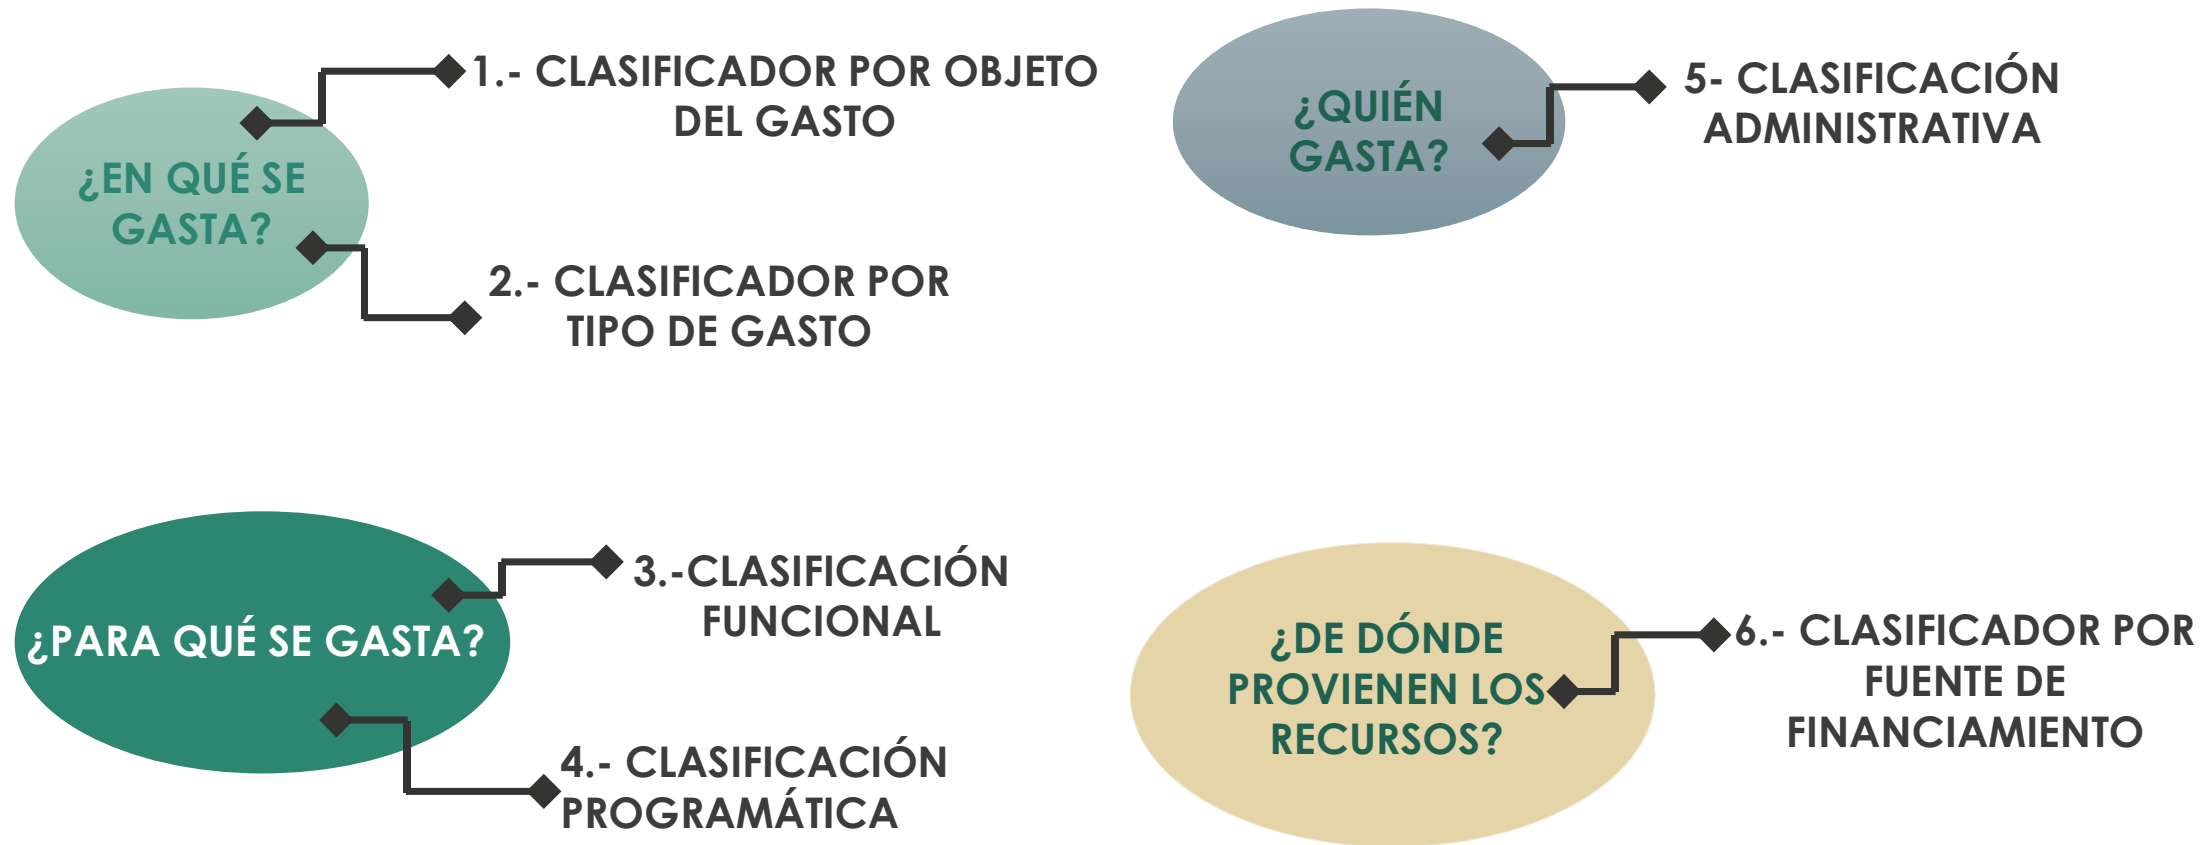 ¿EN QUÉ SE
GASTA?
1.- CLASIFICADOR POR OBJETO
DEL GASTO
2.- CLASIFICADOR POR
TIPO DE GASTO
¿QUIÉN
GASTA?
5- CLASIFICACIÓN
ADMINISTRATIVA
¿PARA QUÉ SE GASTA?
3.-CLASIFICACIÓN
FUNCIONAL
4.- CLASIFICACIÓN
PROGRAMÁTICA
¿DE DÓNDE
PROVIENEN LOS
RECURSOS?
6.- CLASIFICADOR POR
FUENTE DE
FINANCIAMIENTO